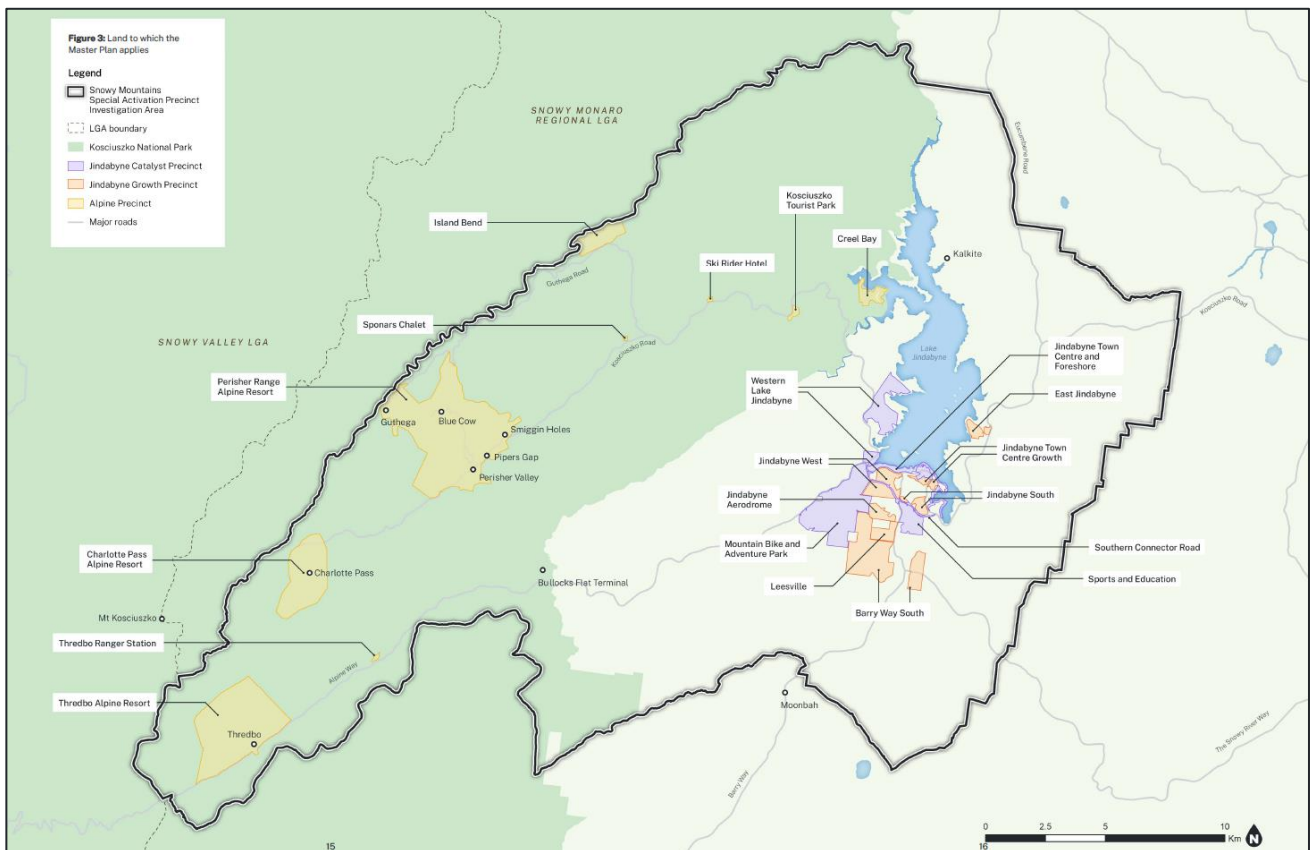 Figure 3: Land to which the
Master Plan applies
Legend
Snowy Mountains
Special Activation Precinct
Investigation Area
LGA boundary
Kosciuszko National Park
Jindabyne Catalyst Precinct
Jindabyne Growth Precinct
Alpine Precinct
Major roads
SNOWY MONARO
REGIONAL LGA
SNOWY VALLEY LGA
Eucumbene Road
Kosciuszko
Tourist Park
Island Bend
Creel Bay
Kalkite
Ski Rider Hotel
Guthega Road
Sponars Chalet
Kosciuszko Road
Kosciuszko Road
Lake
Jindabyne
Jindabyne Town
Centre and
Foreshore
Perisher Range
Alpine Resort
Western
Lake
Jindabyne
East Jindabyne
Guthega
Blue Cow
Smiggin Holes
Pipers Gap
Perisher Valley
Jindabyne West
Jindabyne Town
Centre Growth
Jindabyne South
Jindabyne
Aerodrome
Mountain Bike and
Adventure Park
Southern Connector Road
Charlotte Pass
Alpine Resort
Charlotte Pass
Bullocks Flat Terminal
Leesville
Sports and Education
Barry Way South
Mt Kosciuszko
Thredbo Ranger Station
Alpine Way
Thredbo Alpine Resort
Thredbo
Moonbah
Barry Way
The Snowy River Way
0 2.5 5 10
Km N
15
16